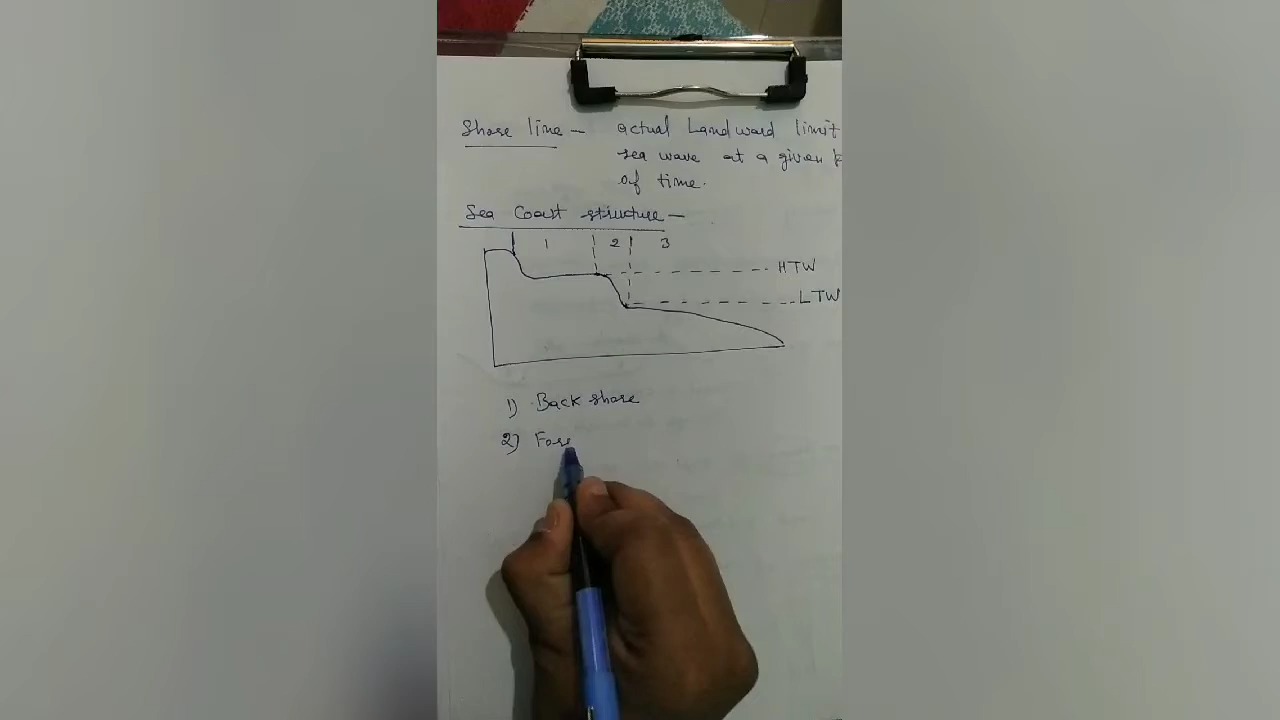 Shore line - actual Landward limit
sea wave at a given
of time.
Sea Coast structure -
1 2 3
HTW
LTW
1) Back shore
2) Fore